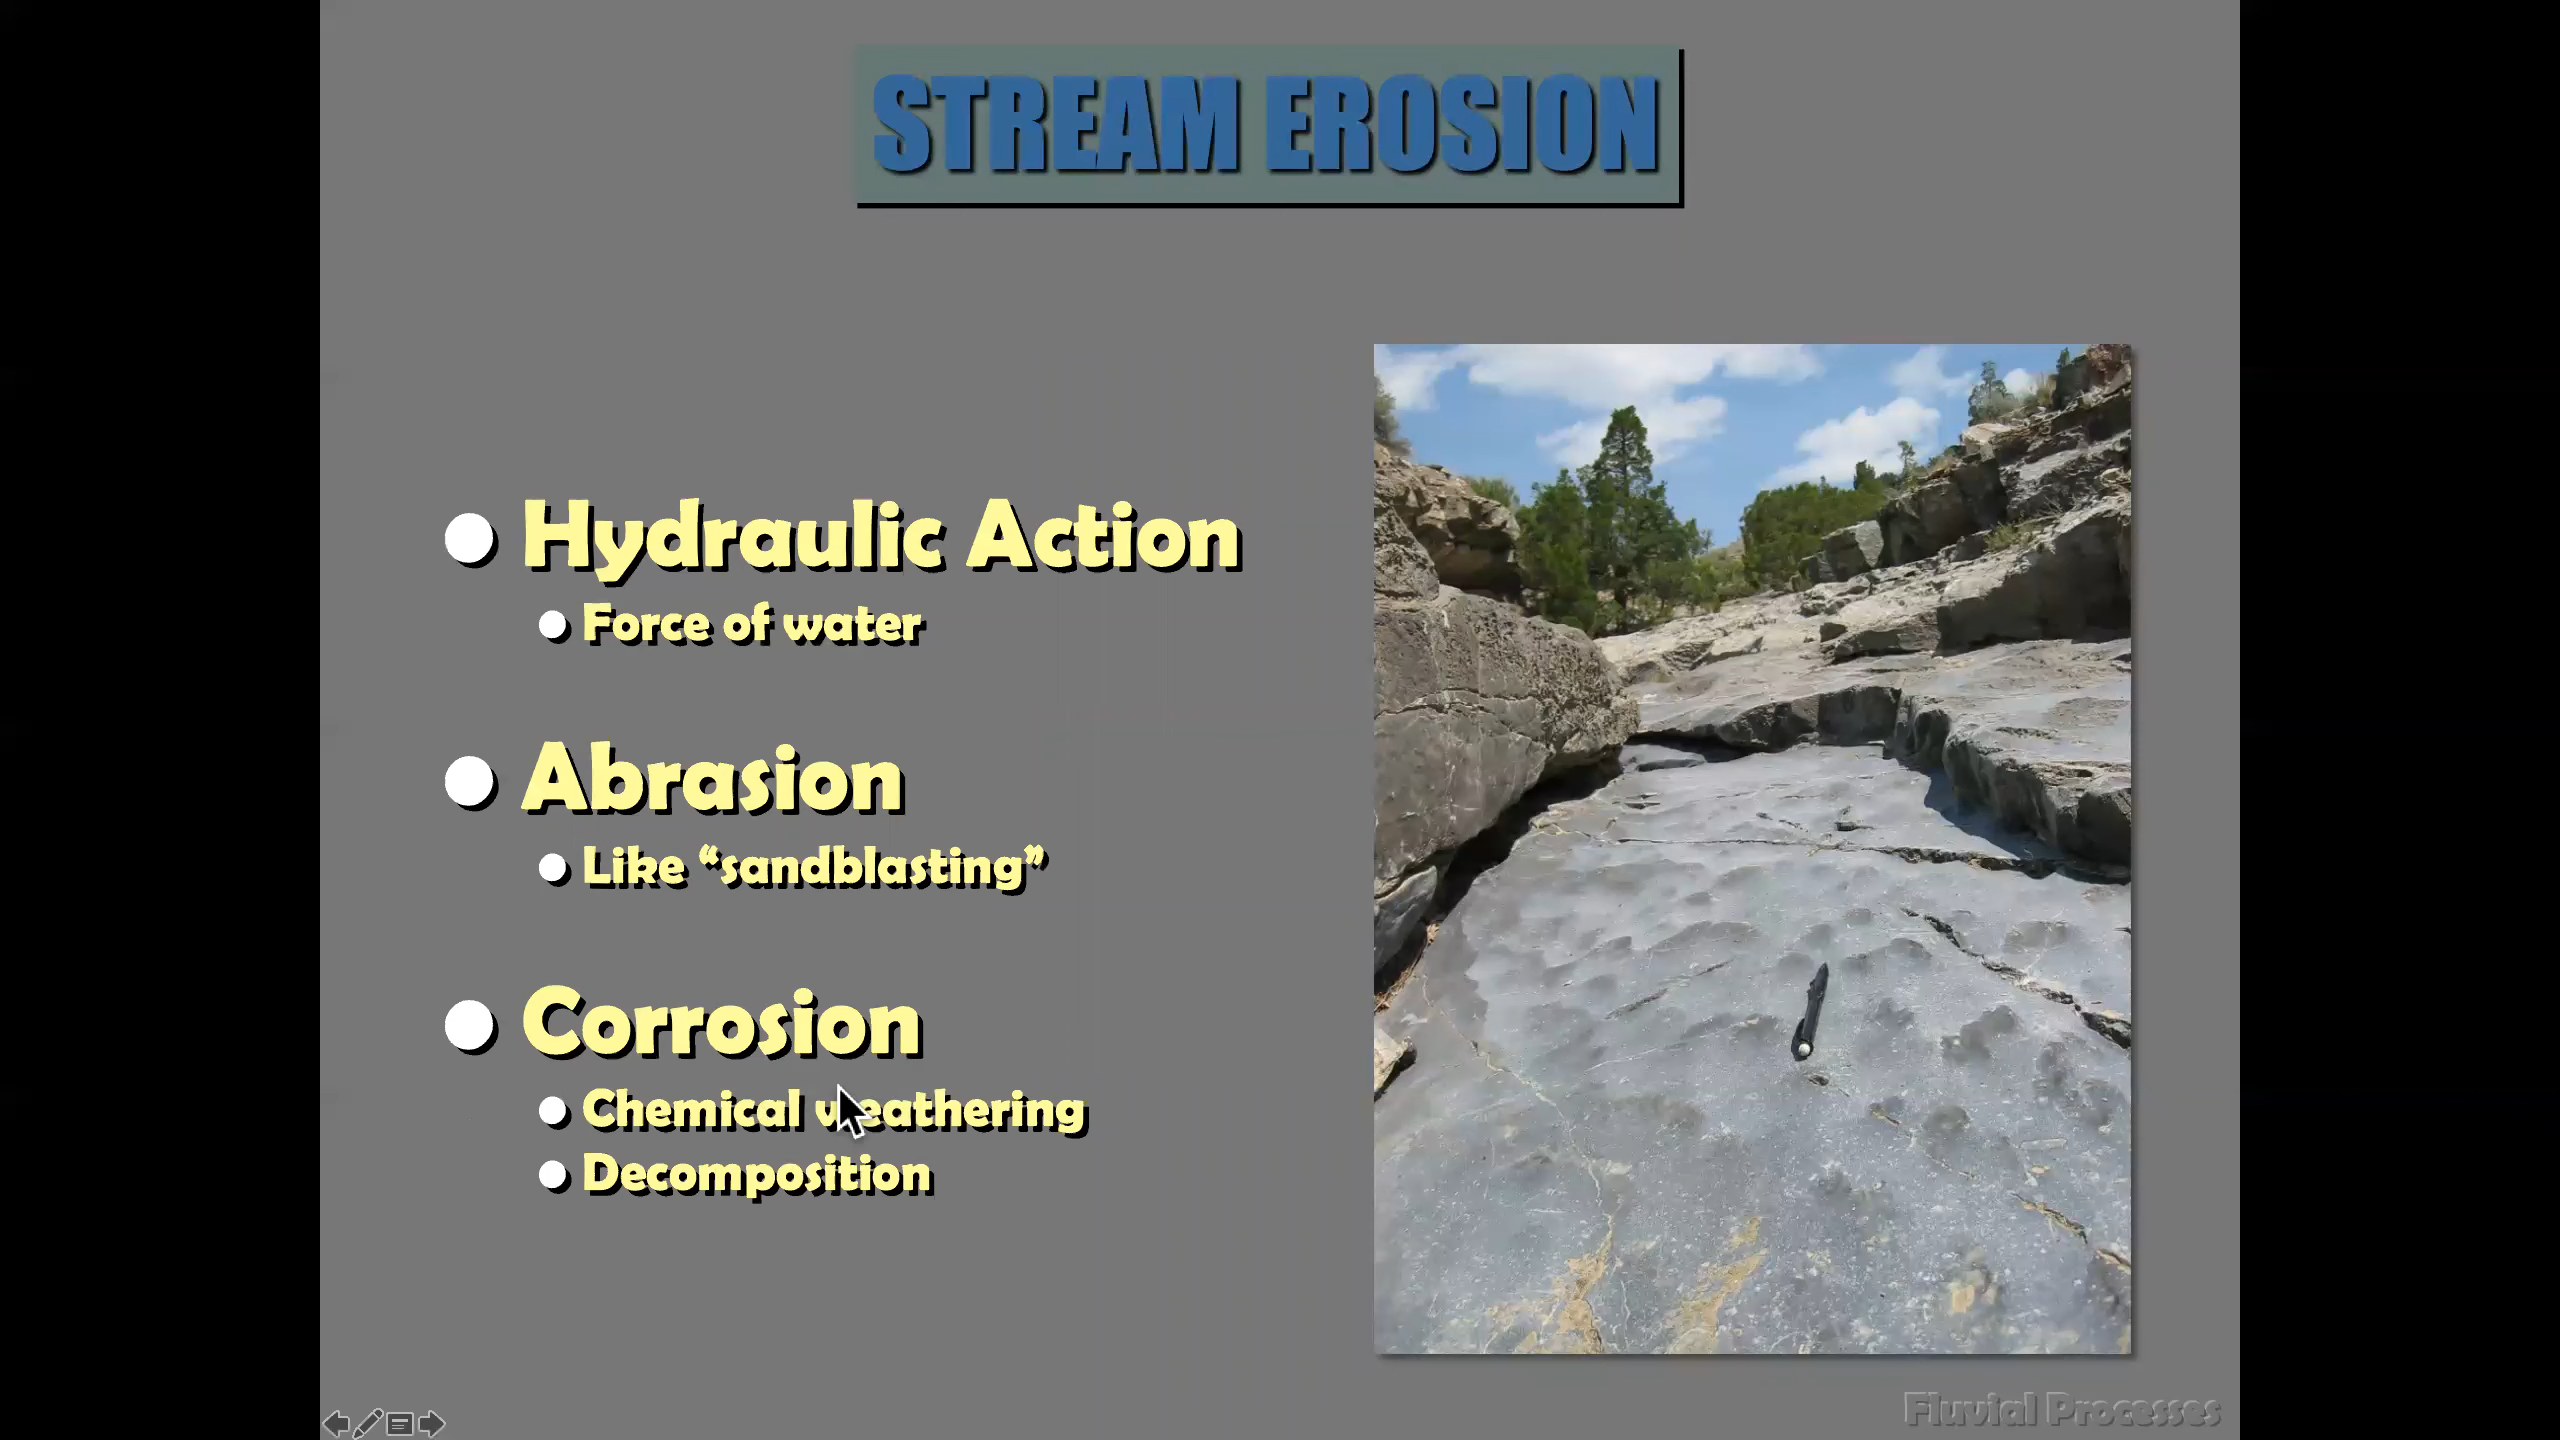 STREAM EROSION
Hydraulic Action
Force of water
Abrasion
Like “sandblasting”
Corrosion
Chemical weathering
Decomposition
Fluvial Processes